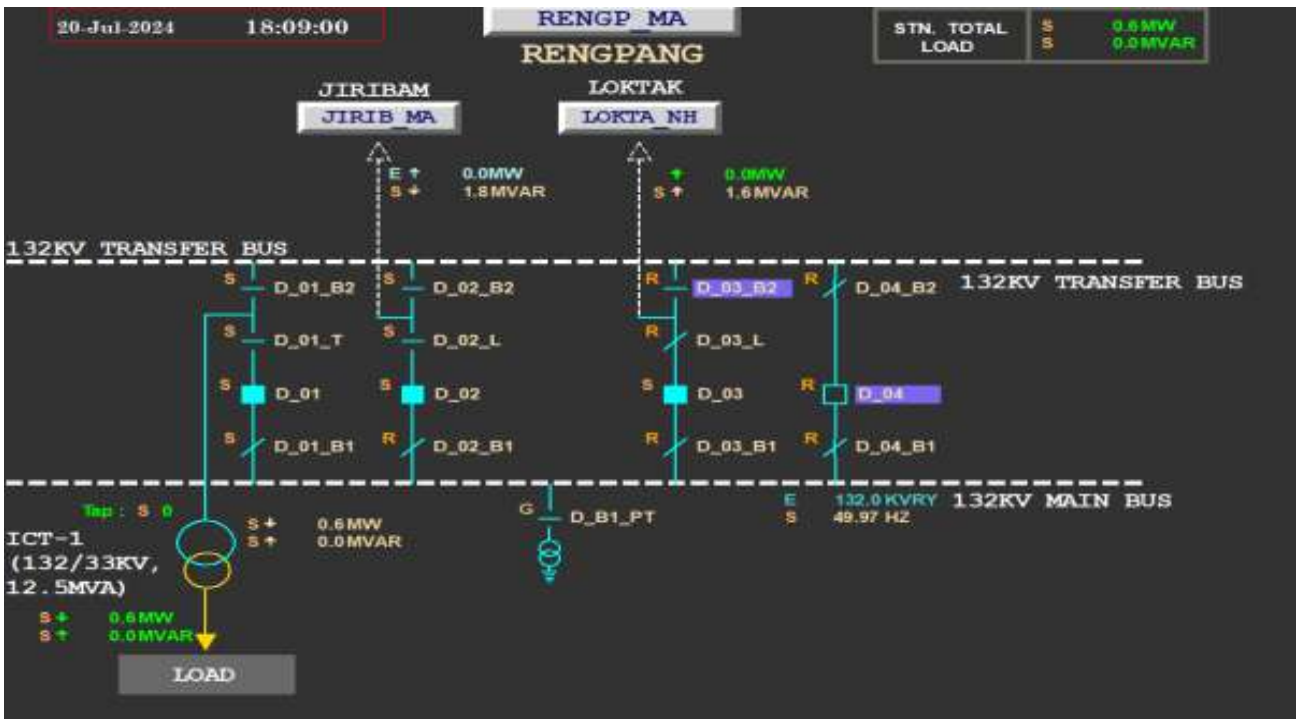 20-Jul-2024 18:09:00 RENGP_MA
RENGPANG
STN. TOTAL LOAD S 0.6MW
S 0.0MVAR
JIRIBAM LOKTAK
JIRIB_MA LOKTA_NH
E ↑ 0.0MW ↑ 0.0MW
S ↓ 1.8MVAR S ↑ 1.6MVAR
132KV TRANSFER BUS
132KV TRANSFER BUS
S D_01_B2 S D_02_B2 R D_03_B2 R D_04_B2
S D_01_T S D_02_L R D_03_L
S D_01 S D_02 S D_03 R D_04
S D_01_B1 R D_02_B1 R D_03_B1 R D_04_B1
E 132.0 KVRY 132KV MAIN BUS
S 49.97 HZ
G D_B1_PT
Tap : S 0
S ↓ 0.6MW
S ↑ 0.0MVAR
ICT-1
(132/33KV,
12.5MVA)
S ↓ 0.6MW
S ↑ 0.0MVAR
LOAD